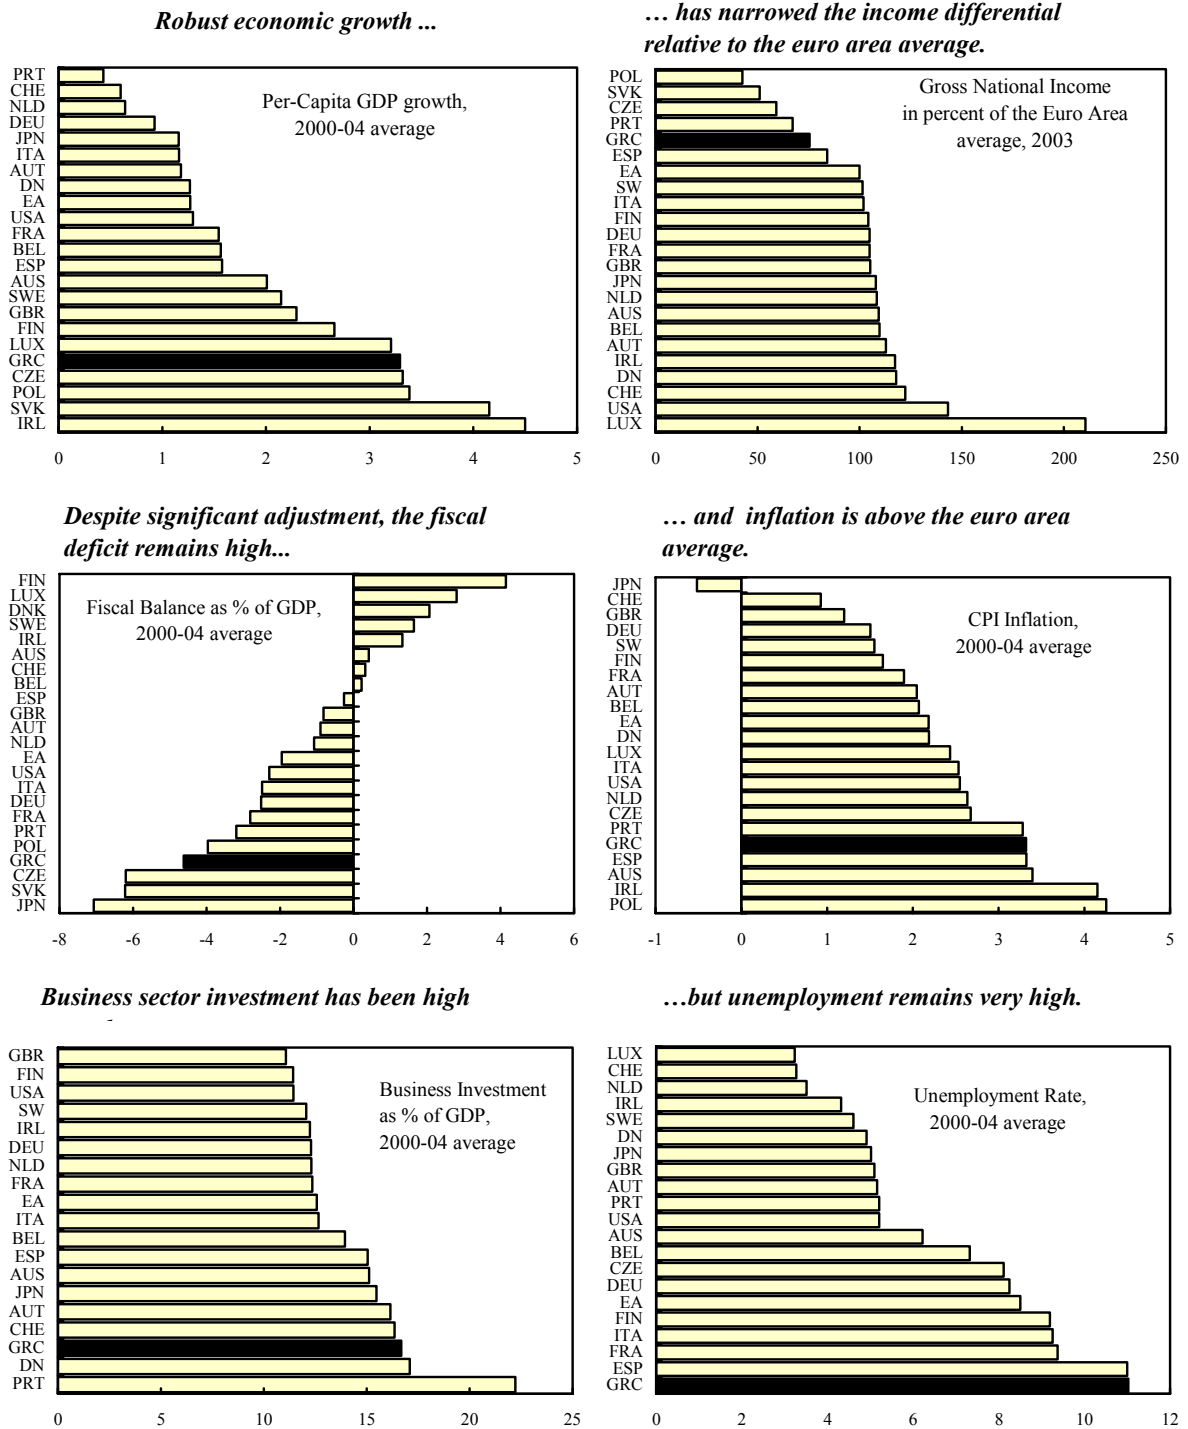 Robust economic growth ...
Per-Capita GDP growth,
2000-04 average
PRT
CHE
NLD
DEU
JPN
ITA
AUT
DN
EA
USA
FRA
BEL
ESP
AUS
SWE
GBR
FIN
LUX
GRC
CZE
POL
SVK
IRL
0 1 2 3 4 5
… has narrowed the income differential
relative to the euro area average.
Gross National Income
in percent of the Euro Area
average, 2003
POL
SVK
CZE
PRT
GRC
ESP
EA
SW
ITA
FIN
DEU
FRA
GBR
JPN
NLD
AUS
BEL
AUT
IRL
DN
CHE
USA
LUX
0 50 100 150 200 250
Despite significant adjustment, the fiscal
deficit remains high...
Fiscal Balance as % of GDP,
2000-04 average
FIN
LUX
DNK
SWE
IRL
AUS
CHE
BEL
ESP
GBR
AUT
NLD
EA
USA
ITA
DEU
FRA
PRT
POL
GRC
CZE
SVK
JPN
-8 -6 -4 -2 0 2 4 6
… and inflation is above the euro area
average.
CPI Inflation,
2000-04 average
JPN
CHE
GBR
DEU
SW
FIN
FRA
AUT
BEL
EA
DN
LUX
ITA
USA
NLD
CZE
PRT
GRC
ESP
AUS
IRL
POL
-1 0 1 2 3 4 5
Business sector investment has been high
Business Investment
as % of GDP,
2000-04 average
GBR
FIN
USA
SW
IRL
DEU
NLD
FRA
EA
ITA
BEL
ESP
AUS
JPN
AUT
CHE
GRC
DN
PRT
0 5 10 15 20 25
…but unemployment remains very high.
Unemployment Rate,
2000-04 average
LUX
CHE
NLD
IRL
SWE
DN
JPN
GBR
AUT
PRT
USA
AUS
BEL
CZE
DEU
EA
FIN
ITA
FRA
ESP
GRC
0 2 4 6 8 10 12